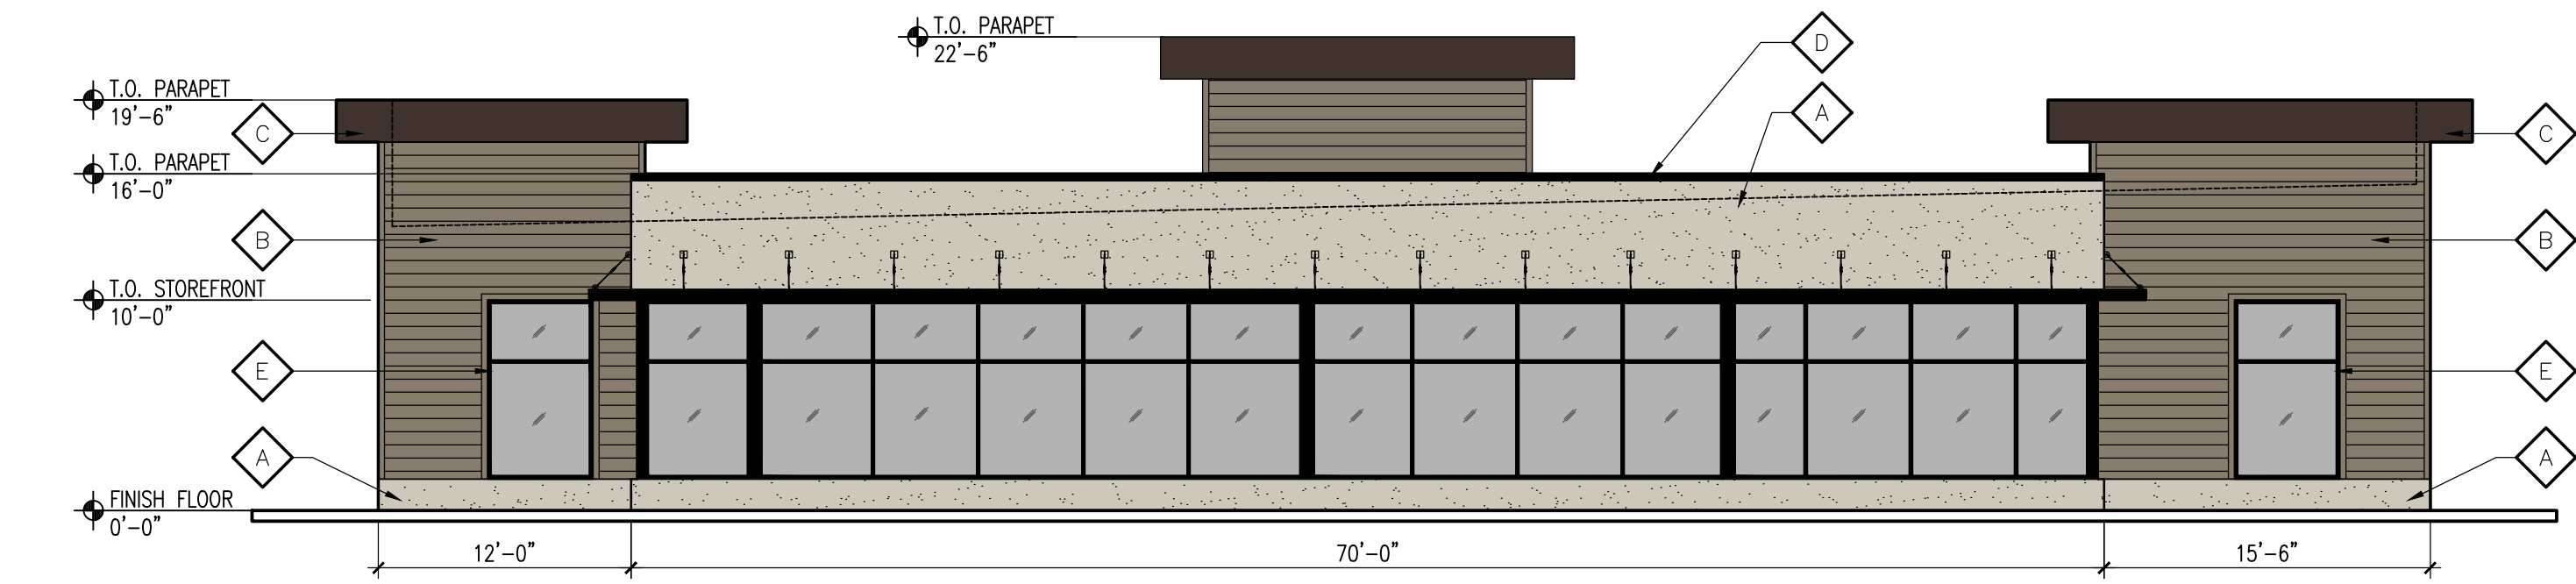 T.O. PARAPET
22'-6"
D
T.O. PARAPET
19'-6"
A
C
C
T.O. PARAPET
16'-0"
B
B
T.O. STOREFRONT
10'-0"
E
E
A
A
FINISH FLOOR
0'-0"
12'-0"
70'-0"
15'-6"